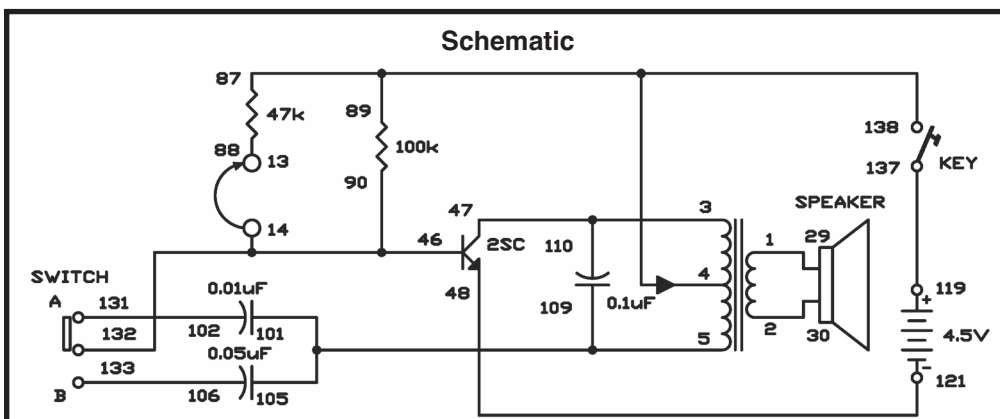 Schematic
87
47k
88
13
14
89
100k
90
138
137
KEY
SPEAKER
47
46
2SC
48
110
109
0.1uF
3
4
5
1
2
29
30
119
+
4.5V
-
121
SWITCH
A
131
132
133
B
0.01uF
102
101
0.05uF
106
105